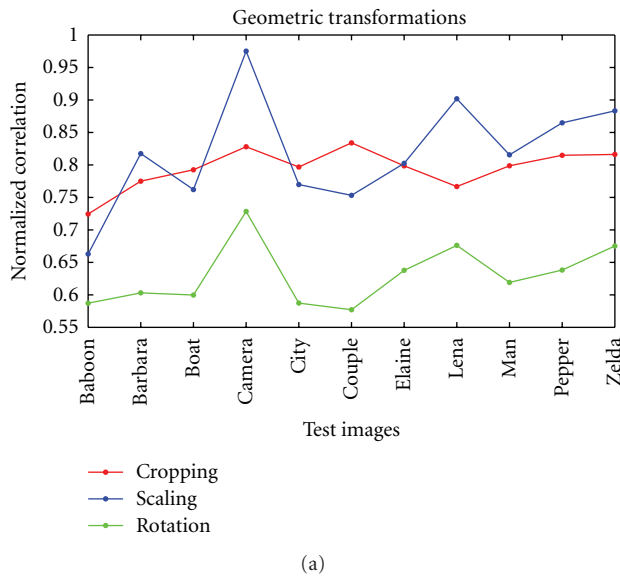 Geometric transformations
1
0.95
0.9
0.85
0.8
0.75
0.7
0.65
0.6
0.55
Normalized correlation
Baboon
Barbara
Boat
Camera
City
Couple
Elaine
Lena
Man
Pepper
Zelda
Test images
Cropping
Scaling
Rotation
(a)